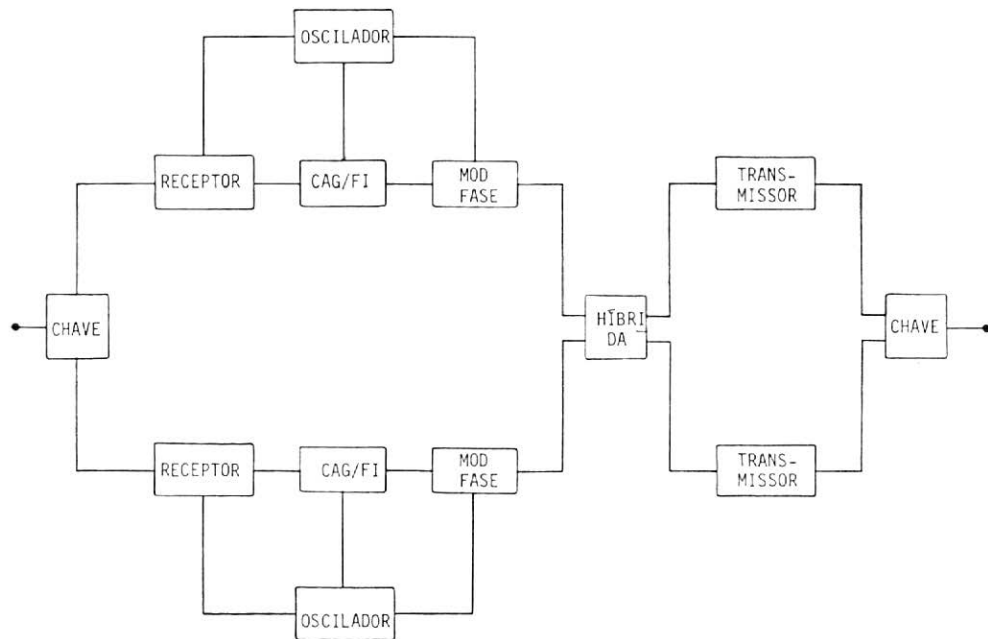 OSCILADOR
RECEPTOR
CAG/FI
MOD
FASE
TRANS-
MISSOR
CHAVE
HÍBRI
DA
CHAVE
RECEPTOR
CAG/FI
MOD
FASE
TRANS-
MISSOR
OSCILADOR